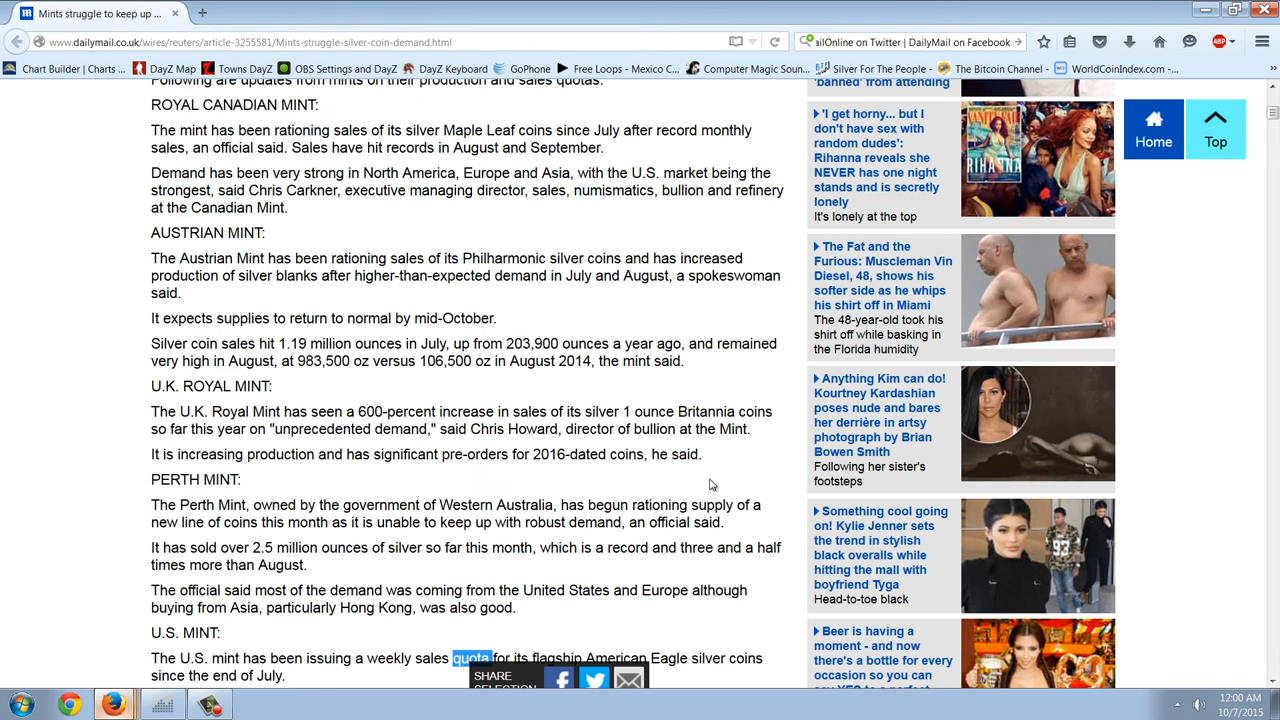 Mints struggle to keep up ...
www.dailymail.co.uk/wires/reuters/article-3255581/Mints-struggle-silver-coin-demand.html
ilOnline on Twitter | DailyMail on Facebook
ABP
Chart Builder | Charts ...
DayZ Map
Towns DayZ
OBS Settings and DayZ
DayZ Keyboard
GoPhone
Free Loops - Mexico C...
Computer Magic Soun...
Silver For The People - ...
The Bitcoin Channel - ...
WorldCoinIndex.com - ...
Following are updates from mints on their production and sales quotas.
ROYAL CANADIAN MINT:
The mint has been rationing sales of its silver Maple Leaf coins since July after record monthly
sales, an official said. Sales have hit records in August and September.
Demand has been very strong in North America, Europe and Asia, with the U.S. market being the
strongest, said Chris Carkner, executive managing director, sales, numismatics, bullion and refinery
at the Canadian Mint.
AUSTRIAN MINT:
The Austrian Mint has been rationing sales of its Philharmonic silver coins and has increased
production of silver blanks after higher-than-expected demand in July and August, a spokeswoman
said.
It expects supplies to return to normal by mid-October.
Silver coin sales hit 1.19 million ounces in July, up from 203,900 ounces a year ago, and remained
very high in August, at 983,500 oz versus 106,500 oz in August 2014, the mint said.
U.K. ROYAL MINT:
The U.K. Royal Mint has seen a 600-percent increase in sales of its silver 1 ounce Britannia coins
so far this year on "unprecedented demand," said Chris Howard, director of bullion at the Mint.
It is increasing production and has significant pre-orders for 2016-dated coins, he said.
PERTH MINT:
The Perth Mint, owned by the government of Western Australia, has begun rationing supply of a
new line of coins this month as it is unable to keep up with robust demand, an official said.
It has sold over 2.5 million ounces of silver so far this month, which is a record and three and a half
times more than August.
The official said most of the demand was coming from the United States and Europe although
buying from Asia, particularly Hong Kong, was also good.
U.S. MINT:
The U.S. mint has been issuing a weekly sales quota for its flagship American Eagle silver coins
since the end of July.
SHARE
SELECTION
'banned' from attending
'I get horny... but I
don't have sex with
random dudes':
Rihanna reveals she
NEVER has one night
stands and is secretly
lonely
It's lonely at the top
VANITY FAIR
RIHANNA
The Fat and the
Furious: Muscleman Vin
Diesel, 48, shows his
softer side as he whips
his shirt off in Miami
The 48-year-old took his
shirt off while basking in
the Florida humidity
Anything Kim can do!
Kourtney Kardashian
poses nude and bares
her derrière in artsy
photograph by Brian
Bowen Smith
Following her sister's
footsteps
Something cool going
on! Kylie Jenner sets
the trend in stylish
black overalls while
hitting the mall with
boyfriend Tyga
Head-to-toe black
93
Beer is having a
moment - and now
there's a bottle for every
occasion so you can
say YES to a perfect
Home
Top
12:00 AM
10/7/2015